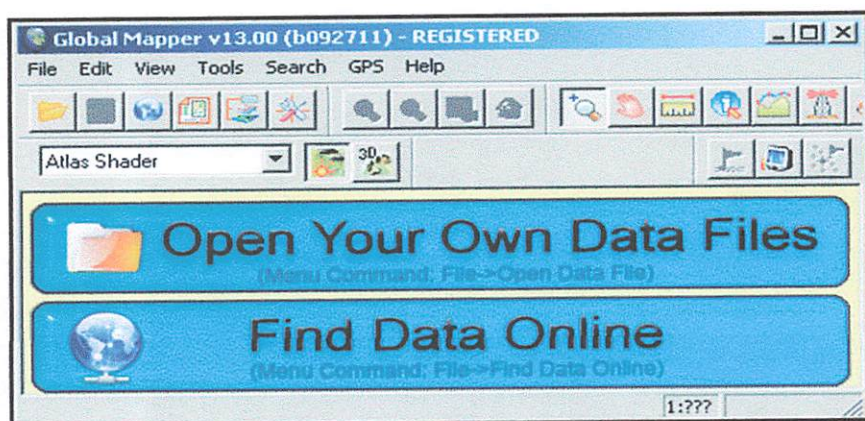 Global Mapper v13.00 (b092711) - REGISTERED
File Edit View Tools Search GPS Help
Atlas Shader
3D
Open Your Own Data Files
(Menu Command: File->Open Data File)
Find Data Online
(Menu Command: File->Find Data Online)
1:???